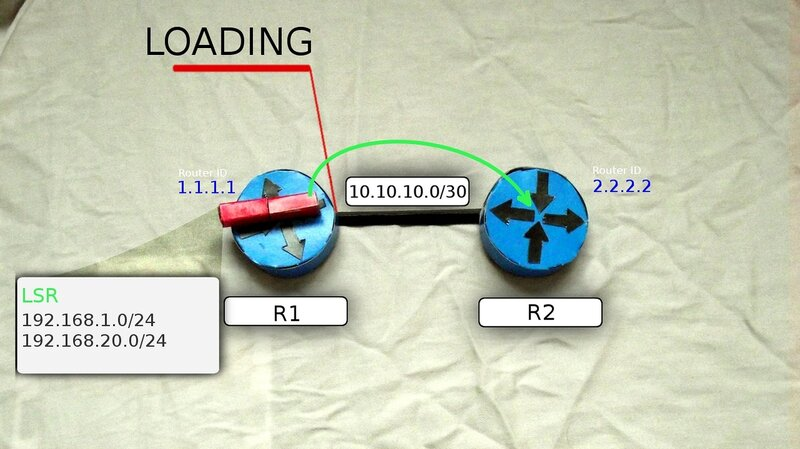 LOADING
Router ID
1.1.1.1
10.10.10.0/30
Router ID
2.2.2.2
LSR
192.168.1.0/24
192.168.20.0/24
R1
R2